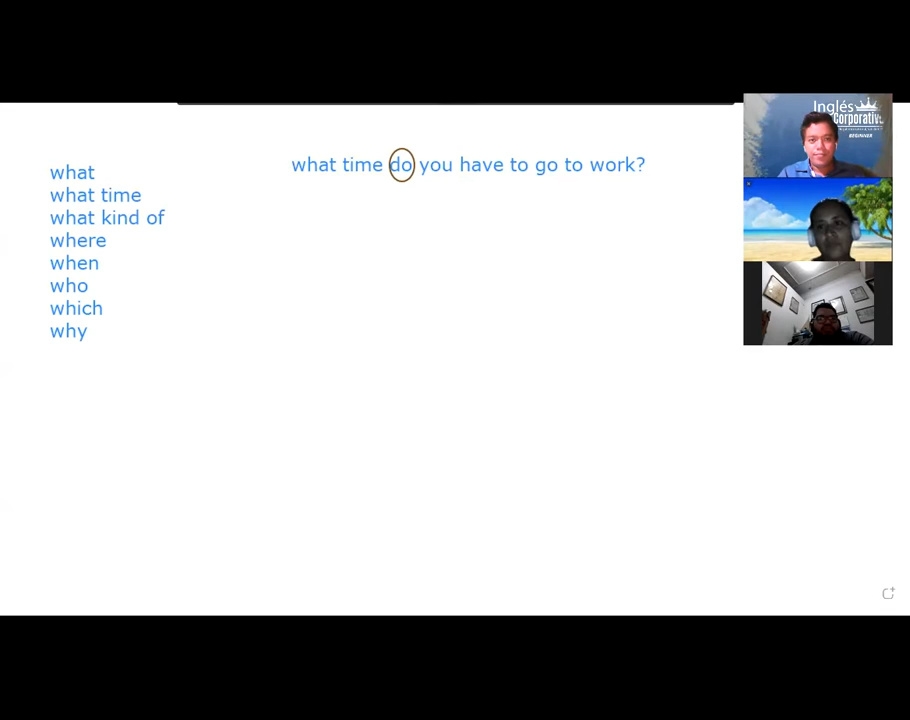 what time do you have to go to work?
what
what time
what kind of
where
when
who
which
why
Inglés
Corporativo
BEGINNER